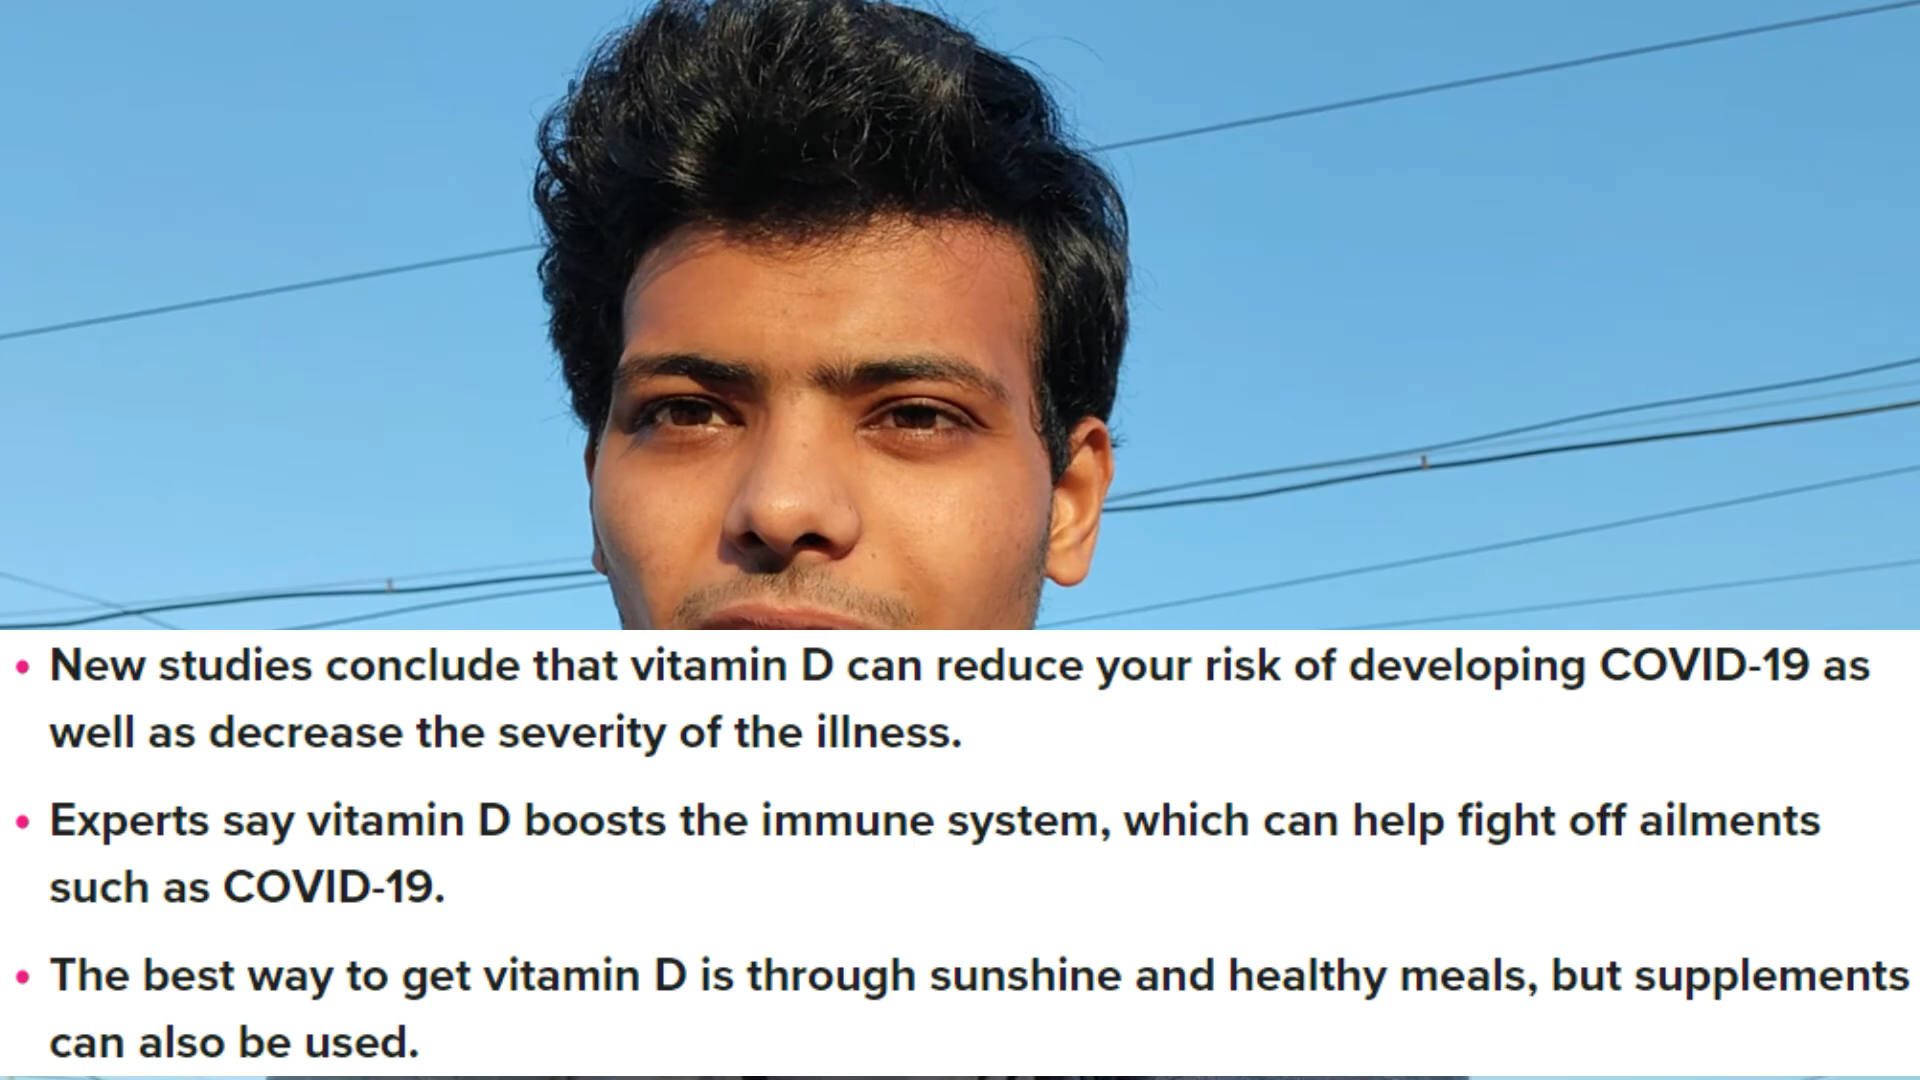 New studies conclude that vitamin D can reduce your risk of developing COVID-19 as
well as decrease the severity of the illness.
Experts say vitamin D boosts the immune system, which can help fight off ailments
such as COVID-19.
The best way to get vitamin D is through sunshine and healthy meals, but supplements
can also be used.